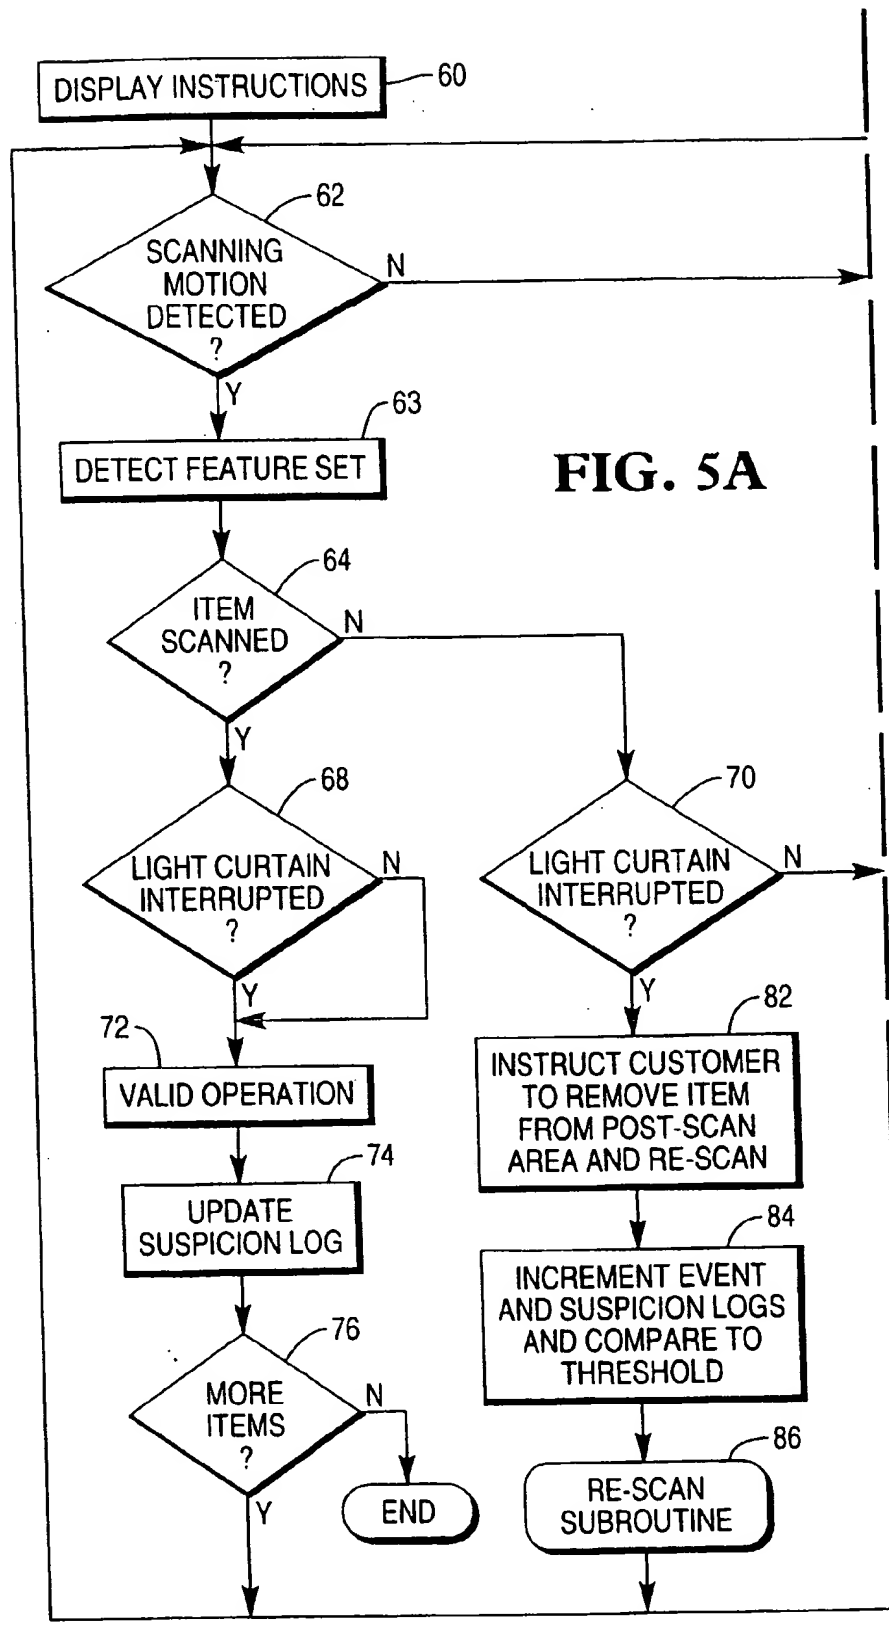 DISPLAY INSTRUCTIONS
60
62
SCANNING
MOTION
DETECTED
?
N
Y
63
DETECT FEATURE SET
FIG. 5A
64
ITEM
SCANNED
?
N
Y
68
LIGHT CURTAIN
INTERRUPTED
?
N
Y
70
LIGHT CURTAIN
INTERRUPTED
?
N
Y
72
VALID OPERATION
74
UPDATE
SUSPICION LOG
76
MORE
ITEMS
?
N
Y
END
82
INSTRUCT CUSTOMER
TO REMOVE ITEM
FROM POST-SCAN
AREA AND RE-SCAN
84
INCREMENT EVENT
AND SUSPICION LOGS
AND COMPARE TO
THRESHOLD
86
RE-SCAN
SUBROUTINE